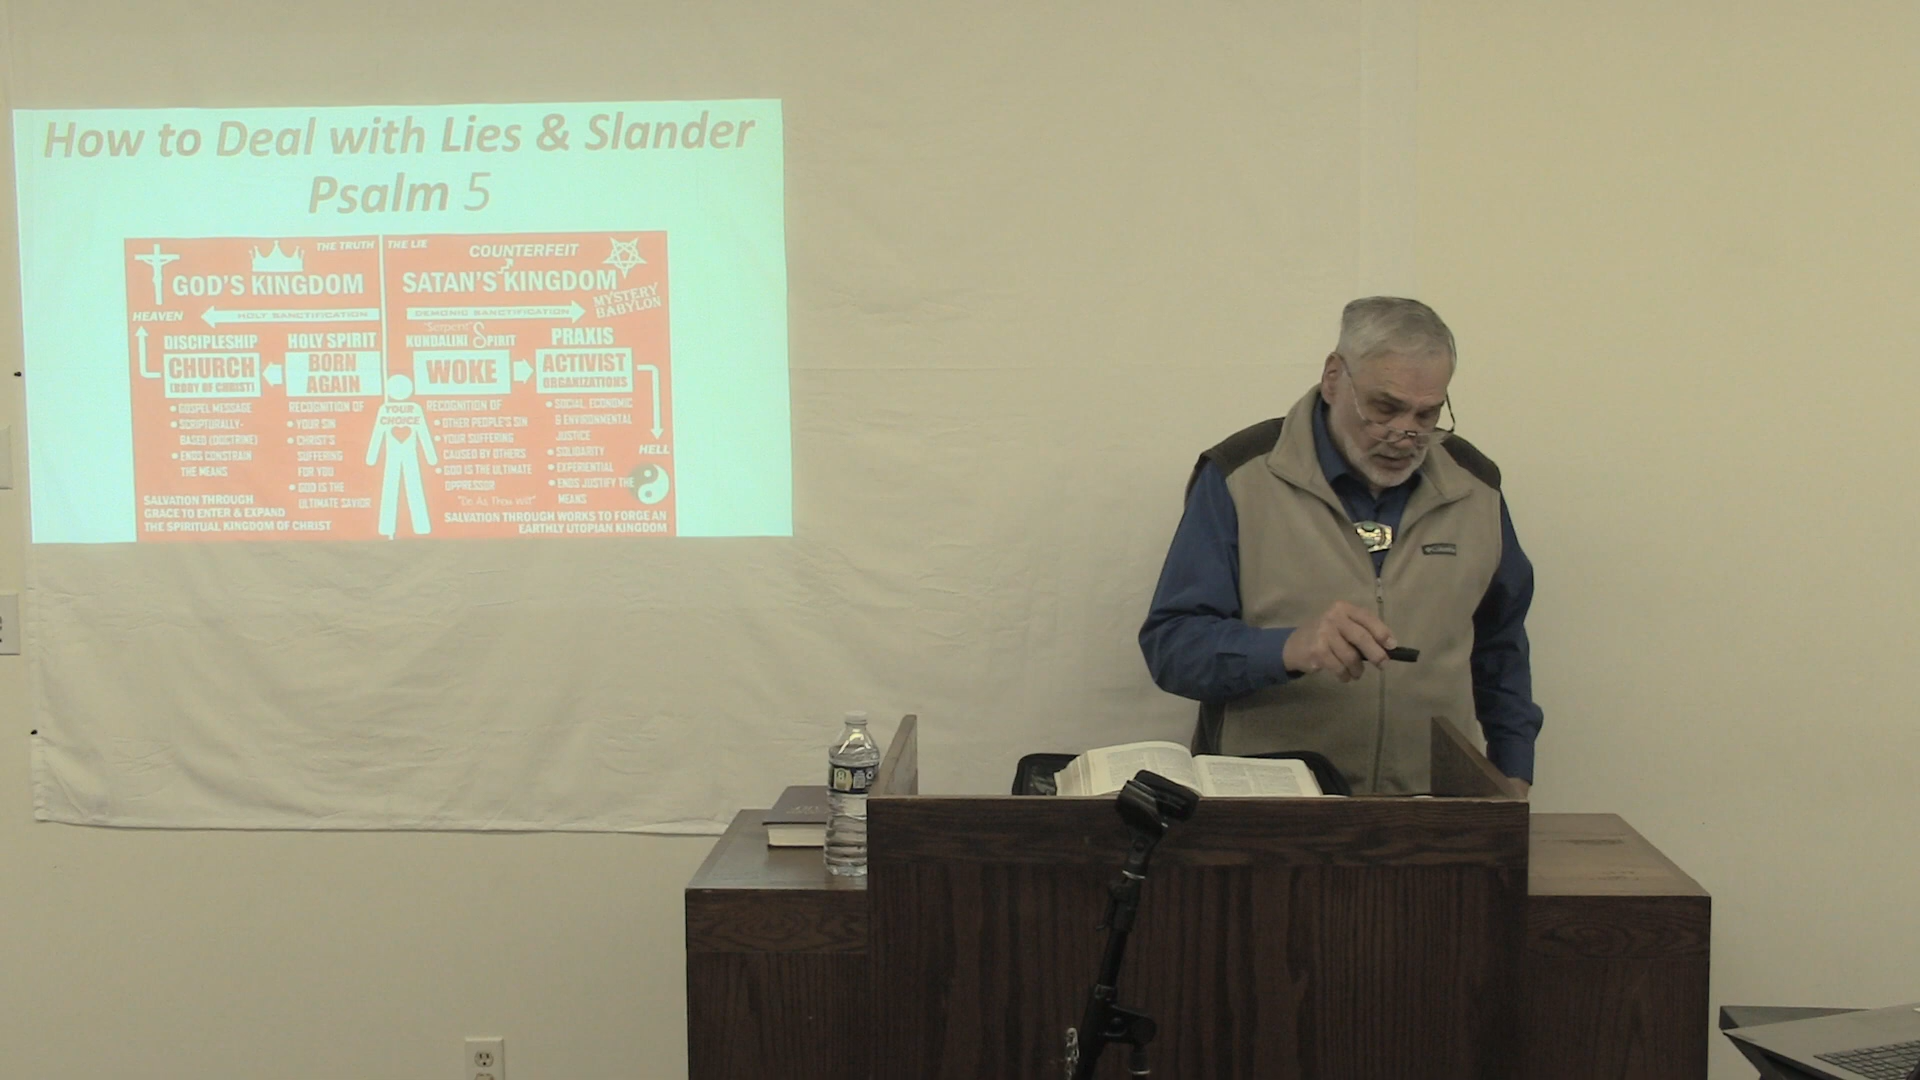 How to Deal with Lies & Slander
Psalm 5
THE TRUTH
THE LIE
COUNTERFEIT
GOD'S KINGDOM
SATAN'S KINGDOM
MYSTERY
BABYLON
HEAVEN
HOLY SANCTIFICATION
DEMONIC SANCTIFICATION
DISCIPLESHIP
CHURCH
(BODY OF CHRIST)
• GOSPEL MESSAGE
• SCRIPTURALLY-
BASED (DOCTRINE)
• ENDS CONSTRAIN
THE MEANS
HOLY SPIRIT
BORN
AGAIN
RECOGNITION OF
• YOUR SIN
• CHRIST'S
SUFFERING
FOR YOU
• GOD IS THE
ULTIMATE SAVIOR
SALVATION THROUGH
GRACE TO ENTER & EXPAND
THE SPIRITUAL KINGDOM OF CHRIST
YOUR
CHOICE
"Serpent"
KUNDALINI SPIRIT
WOKE
RECOGNITION OF
• OTHER PEOPLE'S SIN
• YOUR SUFFERING
CAUSED BY OTHERS
• GOD IS THE ULTIMATE
OPPRESSOR
"Do As Thou Wilt"
PRAXIS
ACTIVIST
ORGANIZATIONS
• SOCIAL, ECONOMIC
& ENVIRONMENTAL
JUSTICE
• SOLIDARITY
• EXPERIENTIAL
• ENDS JUSTIFY THE
MEANS
HELL
SALVATION THROUGH WORKS TO FORGE AN
EARTHLY UTOPIAN KINGDOM
Columbia